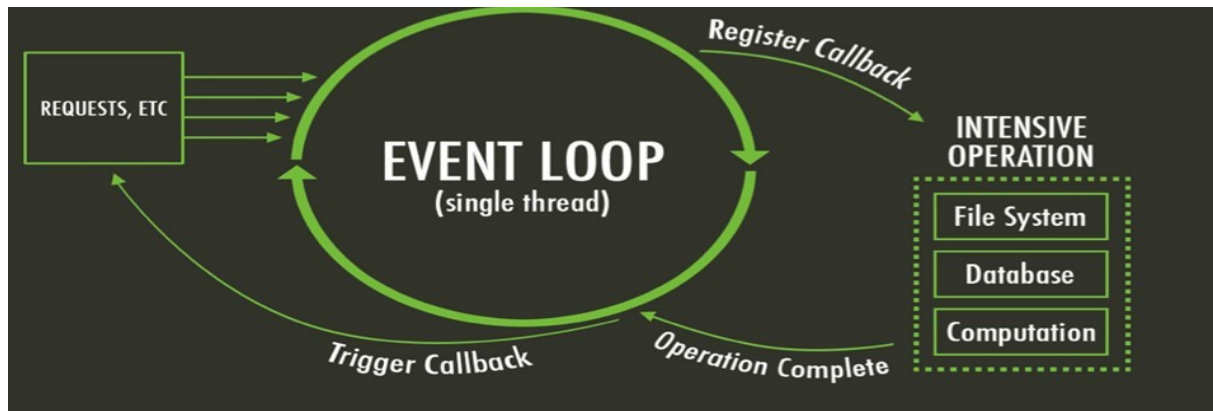 REQUESTS, ETC
EVENT LOOP
(single thread)
Register Callback
INTENSIVE
OPERATION
File System
Database
Computation
Operation Complete
Trigger Callback